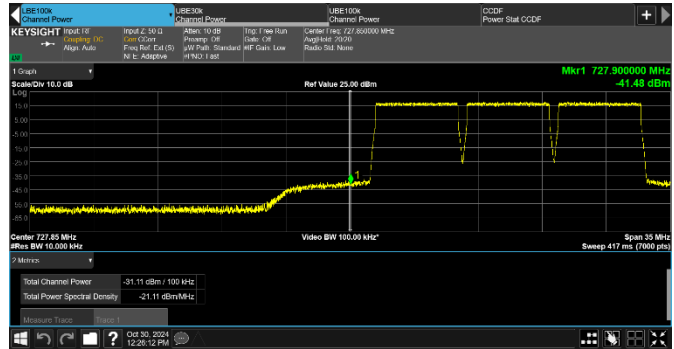 LBE100k
Channel Power
UBE30k
Channel Power
UBE100k
Channel Power
CCDF
Power Stat CCDF
KEYSIGHT
Input: RF
Coupling: DC
Align: Auto
Input Z: 50 Ω
Corr CCorr
Freq Ref: Ext (S)
NFE: Adaptive
Atten: 10 dB
Preamp: Off
µW Path: Standard
#PNO: Fast
Trig: Free Run
Gate: Off
#IF Gain: Low
Center Freq: 727.850000 MHz
Avg|Hold: 20/20
Radio Std: None
1 Graph
Scale/Div 10.0 dB
Ref Value 25.00 dBm
Mkr1 727.900000 MHz
-41.48 dBm
Log
15.0
5.00
-5.00
-15.0
-25.0
-35.0
-45.0
-55.0
-65.0
1
Center 727.85 MHz
#Res BW 10.000 kHz
Video BW 100.00 kHz*
Span 35 MHz
Sweep 417 ms (7000 pts)
2 Metrics
Total Channel Power -31.11 dBm / 100 kHz
Total Power Spectral Density -21.11 dBm/MHz
Measure Trace Trace 1
?
Oct 30, 2024
12:26:12 PM